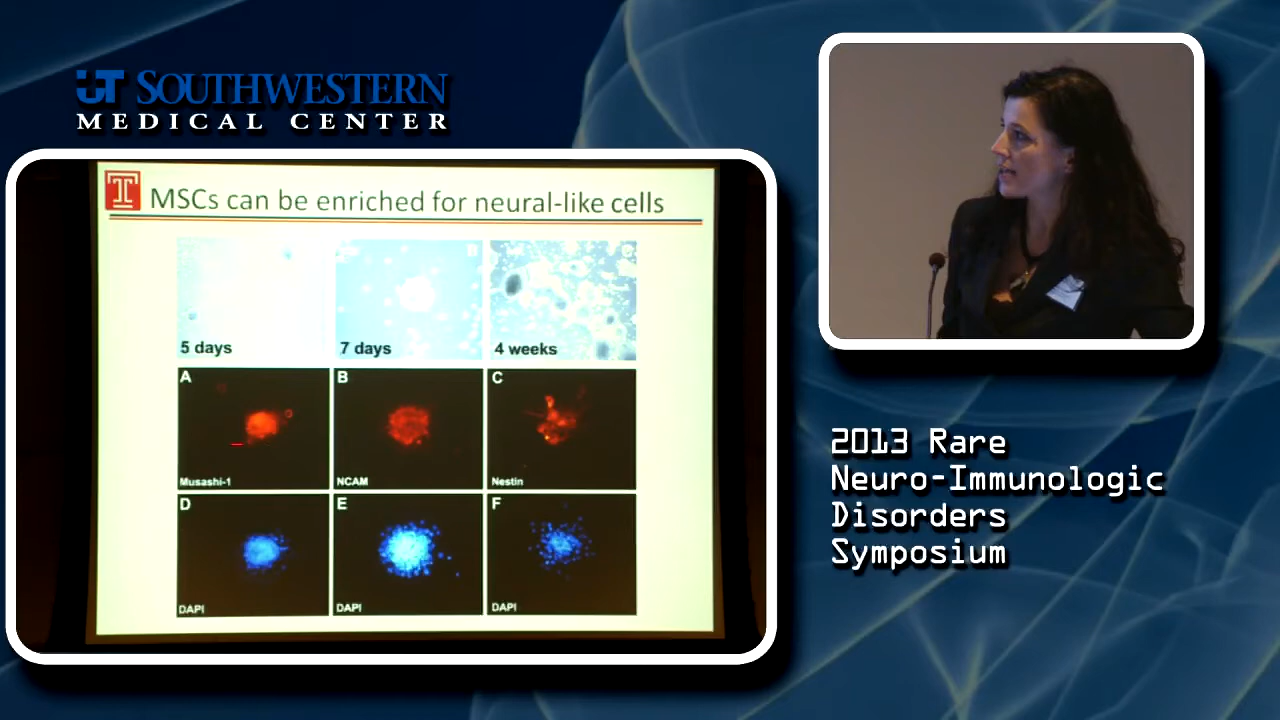 UT SOUTHWESTERN
MEDICAL CENTER
MSCs can be enriched for neural-like cells
5 days
7 days
4 weeks
A
B
C
Musashi-1
NCAM
Nestin
D
E
F
DAPI
DAPI
DAPI
2013 Rare
Neuro-Immunologic
Disorders
Symposium